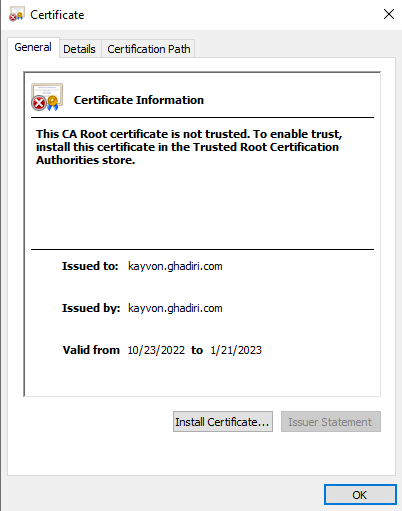 Certificate
General Details Certification Path
Certificate Information
This CA Root certificate is not trusted. To enable trust,
install this certificate in the Trusted Root Certification
Authorities store.
Issued to: kayvon.ghadiri.com
Issued by: kayvon.ghadiri.com
Valid from 10/23/2022 to 1/21/2023
Install Certificate... Issuer Statement
OK